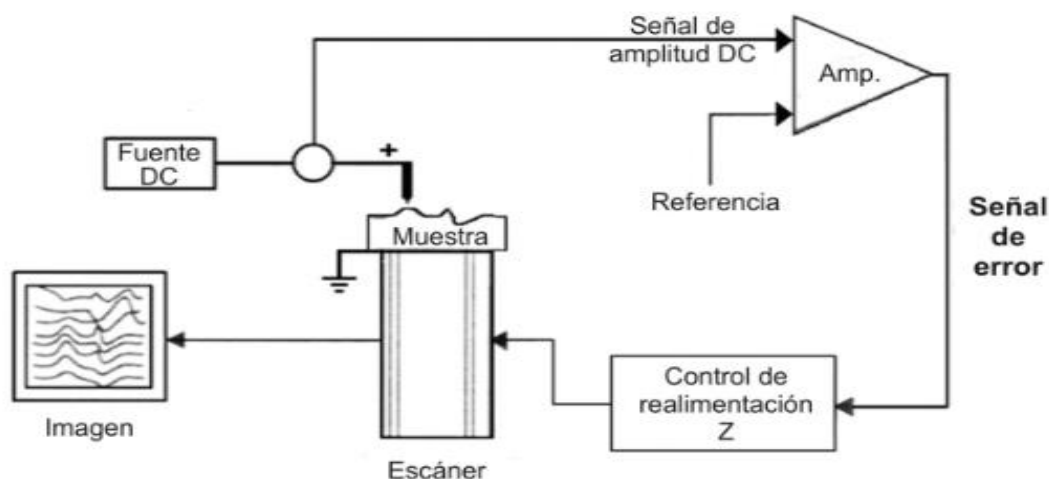 Señal de
amplitud DC
Amp.
Fuente
DC
+
Referencia
Muestra
Señal
de
error
Imagen
Control de
realimentación
Z
Escáner